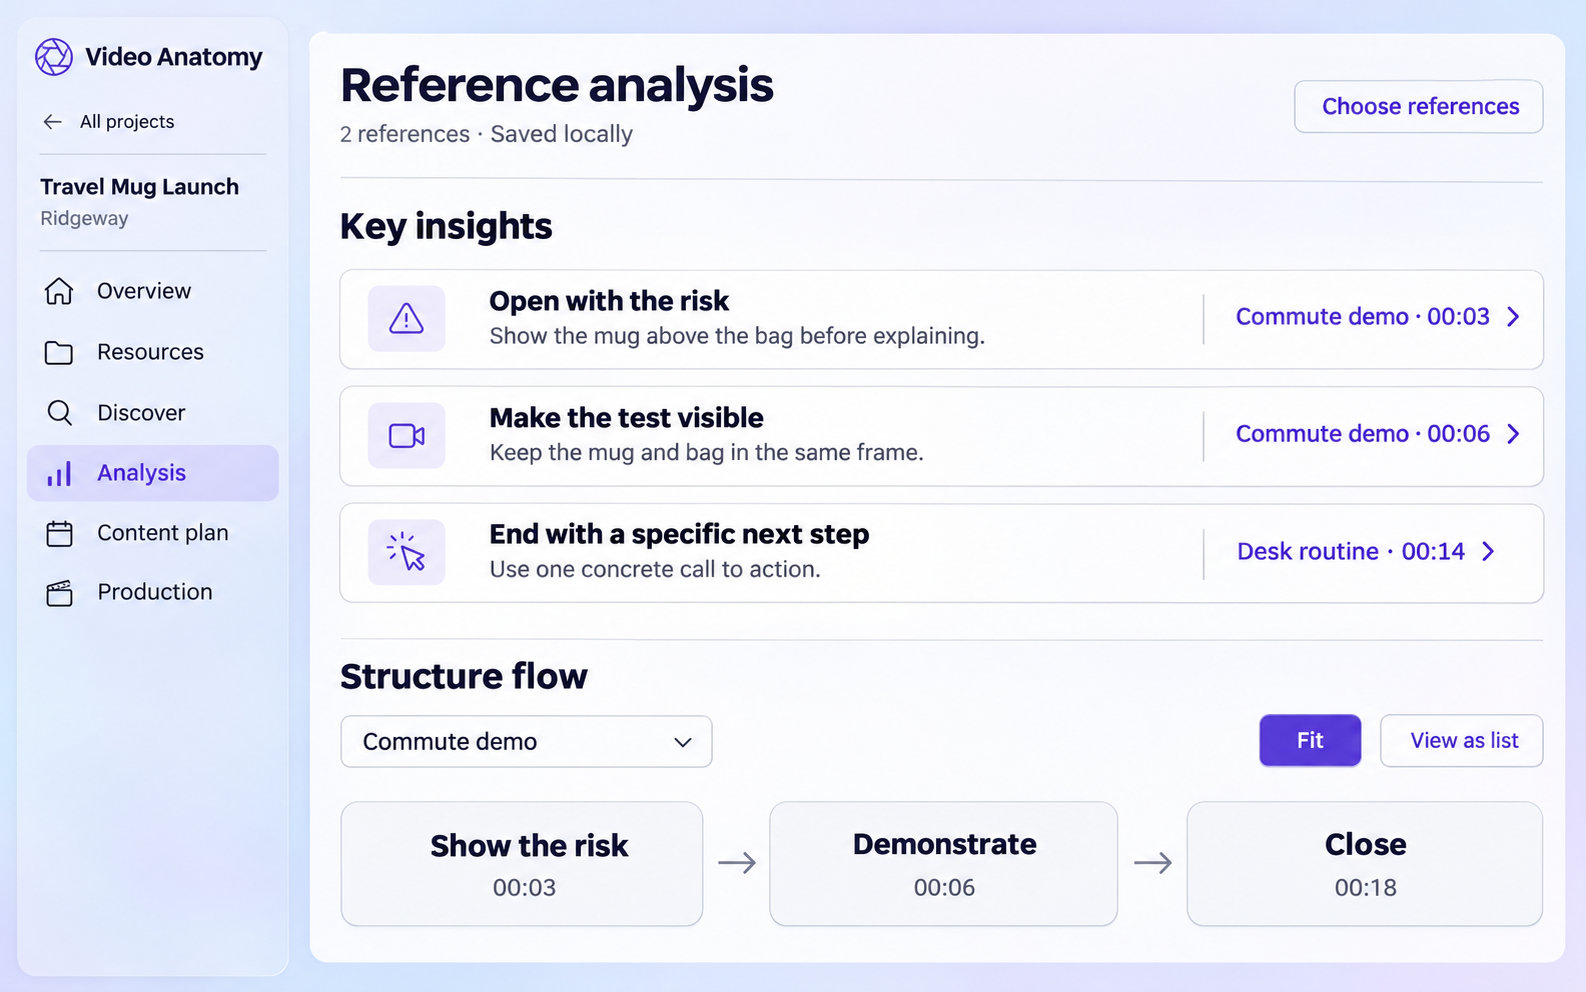 Video Anatomy
All projects
Travel Mug Launch
Ridgeway
Overview
Resources
Discover
Analysis
Content plan
Production
Reference analysis
2 references · Saved locally
Choose references
Key insights
Open with the risk
Show the mug above the bag before explaining.
Commute demo · 00:03
Make the test visible
Keep the mug and bag in the same frame.
Commute demo · 00:06
End with a specific next step
Use one concrete call to action.
Desk routine · 00:14
Structure flow
Commute demo
Fit
View as list
Show the risk
00:03
Demonstrate
00:06
Close
00:18